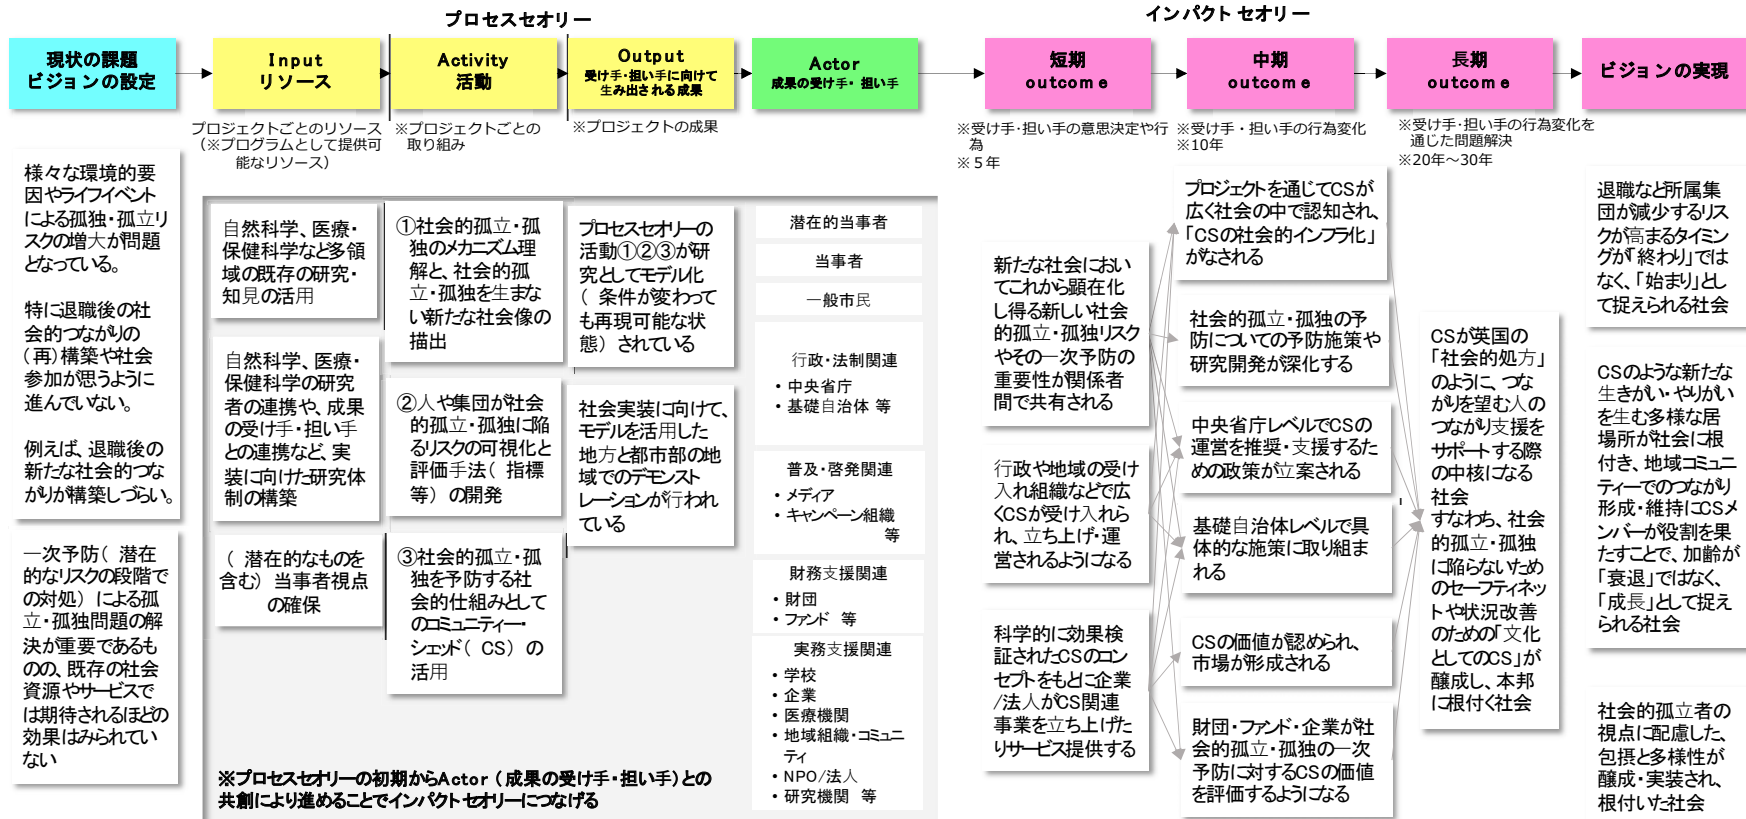 プロセスセオリー
インパクトセオリー
現状の課題
ビジョンの設定
Input
リソース
Activity
活動
Output
受け手・担い手に向けて
生み出される成果
Actor
成果の受け手・担い手
短期
outcome
中期
outcome
長期
outcome
ビジョンの実現
プロジェクトごとのリソース
（※プログラムとして提供可
能なリソース）
※プロジェクトごとの
取り組み
※プロジェクトの成果
※受け手・担い手の意思決定や行
為
※５年
※受け手・担い手の行為変化
※10年
※受け手・担い手の行為変化を
通じた問題解決
※20年～30年
様々な環境的要
因やライフイベント
による孤独・孤立リ
スクの増大が問題
となっている。
特に退職後の社
会的つながりの
（再）構築や社会
参加が思うように
進んでいない。
例えば、退職後の
新たな社会的つな
がりが構築しづらい。
一次予防（潜在
的なリスクの段階で
の対処）による孤
立・孤独問題の解
決が重要であるも
のの、既存の社会
資源やサービスで
は期待されるほどの
効果はみられてい
ない
自然科学、医療・
保健科学など多領
域の既存の研究・
知見の活用
自然科学、医療・
保健科学の研究
者の連携や、成果
の受け手・担い手
との連携など、実
装に向けた研究体
制の構築
（潜在的なものを
含む）当事者視点
の確保
①社会的孤立・孤
独のメカニズム理
解と、社会的孤
立・孤独を生まな
い新たな社会像の
描出
②人や集団が社会
的孤立・孤独に陥
るリスクの可視化と
評価手法（指標
等）の開発
③社会的孤立・孤
独を予防する社
会的仕組みとして
のコミュニティー・
シェッド（CS）の
活用
プロセスセオリーの
活動①②③が研
究としてモデル化
（条件が変わって
も再現可能な状
態）されている
社会実装に向けて、
モデルを活用した
地方と都市部の地
域でのデモンスト
レーションが行われ
ている
潜在的当事者
当事者
一般市民
行政・法制関連
・中央省庁
・基礎自治体 等
普及・啓発関連
・メディア
・キャンペーン組織
等
財務支援関連
・財団
・ファンド 等
実務支援関連
・学校
・企業
・医療機関
・地域組織・コミュニ
ティ
・NPO/法人
・研究機関 等
※プロセスセオリーの初期からActor（成果の受け手・担い手）との
共創により進めることでインパクトセオリーにつなげる
新たな社会におい
てこれから顕在化
し得る新しい社会
的孤立・孤独リスク
やその一次予防の
重要性が関係者
間で共有される
行政や地域の受け
入れ組織などで広
くCSが受け入れら
れ、立ち上げ・運
営されるようになる
科学的に効果検
証されたCSのコン
セプトをもとに企業
/法人がCS関連
事業を立ち上げた
りサービス提供する
プロジェクトを通じてCSが
広く社会の中で認知され、
「CSの社会的インフラ化」
がなされる
社会的孤立・孤独の予
防についての予防施策や
研究開発が深化する
中央省庁レベルでCSの
運営を推奨・支援するた
めの政策が立案される
基礎自治体レベルで具
体的な施策に取り組ま
れる
CSの価値が認められ、
市場が形成される
財団・ファンド・企業が社
会的孤立・孤独の一次
予防に対するCSの価値
を評価するようになる
CSが英国の
「社会的処方」
のように、つな
がりを望む人の
つながり支援を
サポートする際
の中核になる
社会
すなわち、社会
的孤立・孤独
に陥らないため
のセーフティネッ
トや状況改善
のための「文化
としてのCS」が
醸成し、本邦
に根付く社会
退職など所属集
団が減少するリス
クが高まるタイミン
グが「終わり」では
なく、「始まり」とし
て捉えられる社会
CSのような新たな
生きがい・やりがい
を生む多様な居
場所が社会に根
付き、地域コミュニ
ティーでのつながり
形成・維持にCSメ
ンバーが役割を果
たすことで、加齢が
「衰退」ではなく、
「成長」として捉え
られる社会
社会的孤立者の
視点に配慮した、
包摂と多様性が
醸成・実装され、
根付いた社会